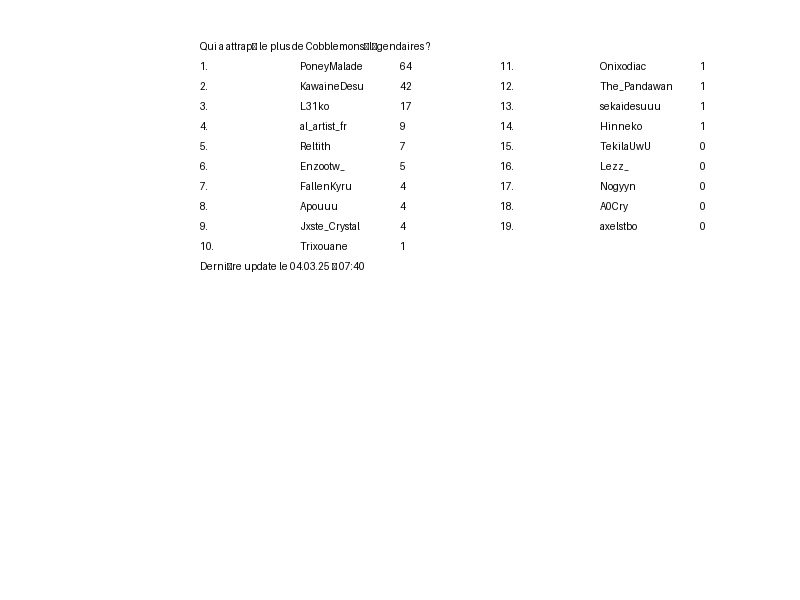 Qui a attrap▯ le plus de Cobblemons l▯gendaires ?
1. PoneyMalade 64 11. Onixodiac 1
2. KawaineDesu 42 12. The_Pandawan 1
3. L31ko 17 13. sekaidesuuu 1
4. al_artist_fr 9 14. Hinneko 1
5. Reltith 7 15. TekilaUwU 0
6. Enzootw_ 5 16. Lezz_ 0
7. FallenKyru 4 17. Nogyyn 0
8. Apouuu 4 18. A0Cry 0
9. Jxste_Crystal 4 19. axelstbo 0
10. Trixouane 1
Derni▯re update le 04.03.25 ▯ 07:40